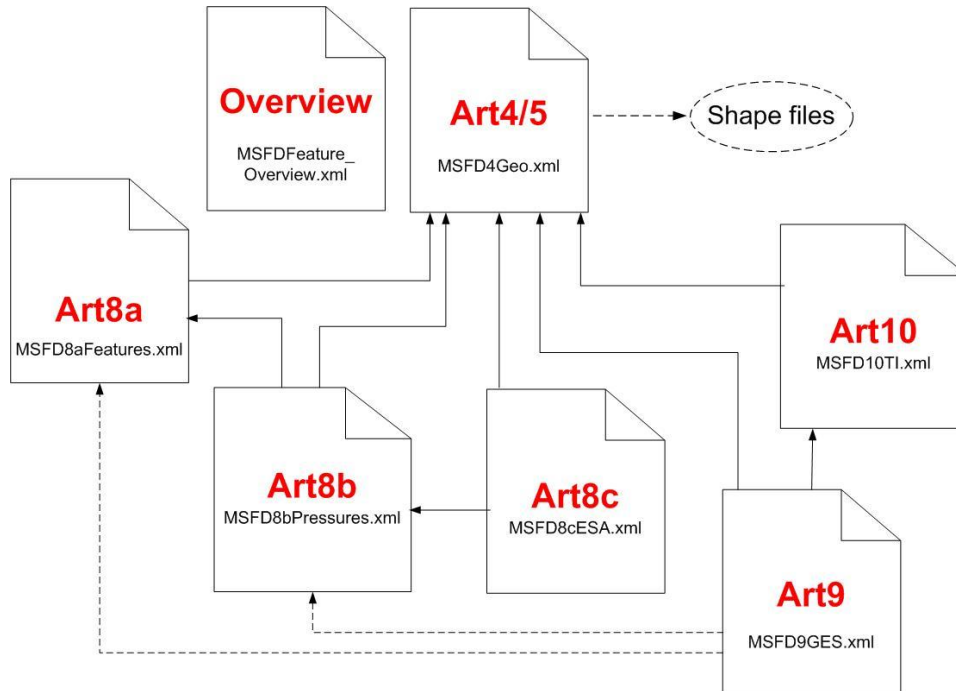 Overview
MSFDFeature_
Overview.xml
Art4/5
MSFD4Geo.xml
Shape files
Art8a
MSFD8aFeatures.xml
Art10
MSFD10TI.xml
Art8b
MSFD8bPressures.xml
Art8c
MSFD8cESA.xml
Art9
MSFD9GES.xml